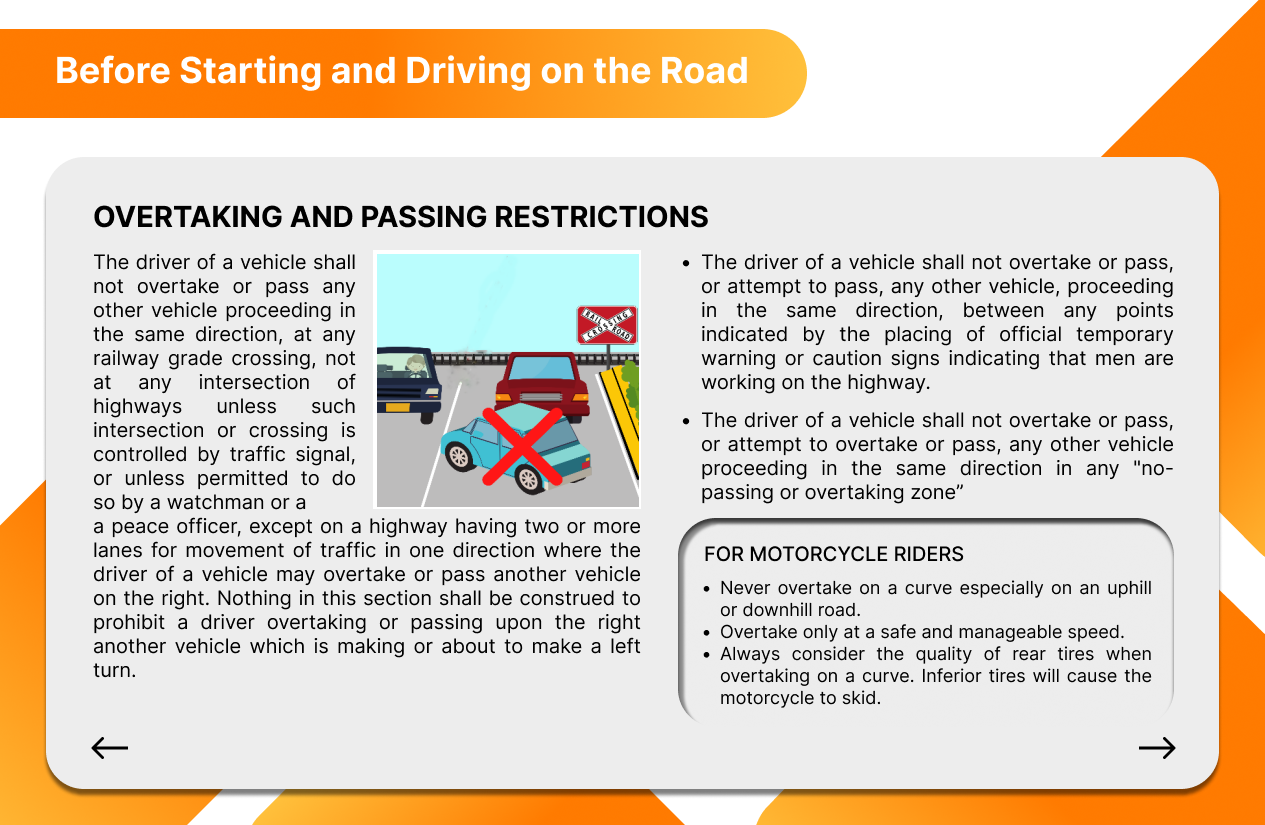 Before Starting and Driving on the Road
OVERTAKING AND PASSING RESTRICTIONS
The driver of a vehicle shall
not overtake or pass any
other vehicle proceeding in
the same direction, at any
railway grade crossing, not
at any intersection of
highways unless such
intersection or crossing is
controlled by traffic signal,
or unless permitted to do
so by a watchman or a
a peace officer, except on a highway having two or more
lanes for movement of traffic in one direction where the
driver of a vehicle may overtake or pass another vehicle
on the right. Nothing in this section shall be construed to
prohibit a driver overtaking or passing upon the right
another vehicle which is making or about to make a left
turn.
RAIL ROAD
CROSSING
• The driver of a vehicle shall not overtake or pass,
or attempt to pass, any other vehicle, proceeding
in the same direction, between any points
indicated by the placing of official temporary
warning or caution signs indicating that men are
working on the highway.
• The driver of a vehicle shall not overtake or pass,
or attempt to overtake or pass, any other vehicle
proceeding in the same direction in any "no-
passing or overtaking zone”
FOR MOTORCYCLE RIDERS
• Never overtake on a curve especially on an uphill
or downhill road.
• Overtake only at a safe and manageable speed.
• Always consider the quality of rear tires when
overtaking on a curve. Inferior tires will cause the
motorcycle to skid.